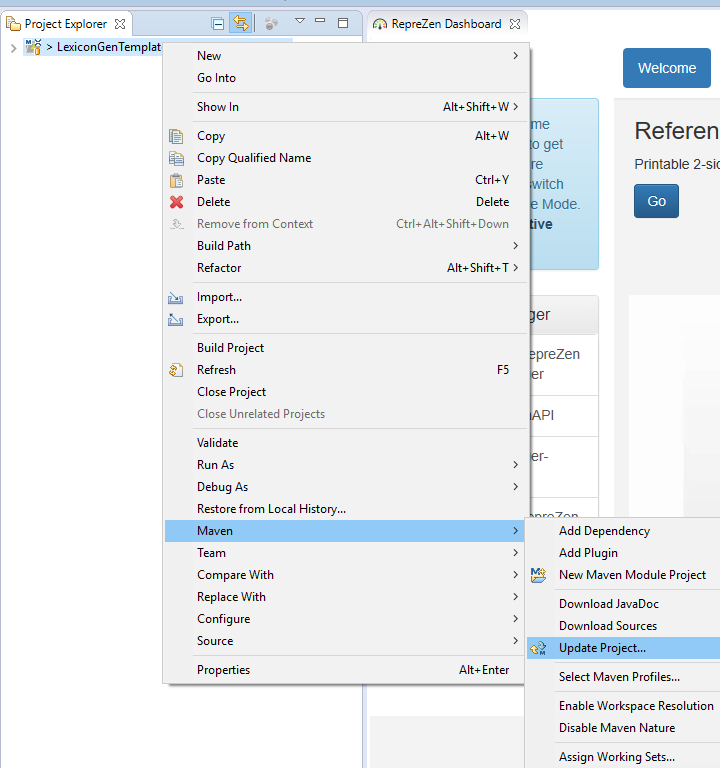 Project Explorer
RepreZen Dashboard
> LexiconGenTemplat
New
Go Into
Show In Alt+Shift+W
Copy Alt+W
Copy Qualified Name
Paste Ctrl+Y
Delete Delete
Remove from Context Ctrl+Alt+Shift+Down
Build Path
Refactor Alt+Shift+T
Import...
Export...
Build Project
Refresh F5
Close Project
Close Unrelated Projects
Validate
Run As
Debug As
Restore from Local History...
Maven
Team
Compare With
Replace With
Configure
Source
Properties Alt+Enter
Add Dependency
Add Plugin
New Maven Module Project
Download JavaDoc
Download Sources
Update Project...
Select Maven Profiles...
Enable Workspace Resolution
Disable Maven Nature
Assign Working Sets...
Welcome
me
to get
re
switch
e Mode.
tive
Referen
Printable 2-sid
Go
ger
epreZen
er
nAPI
er-